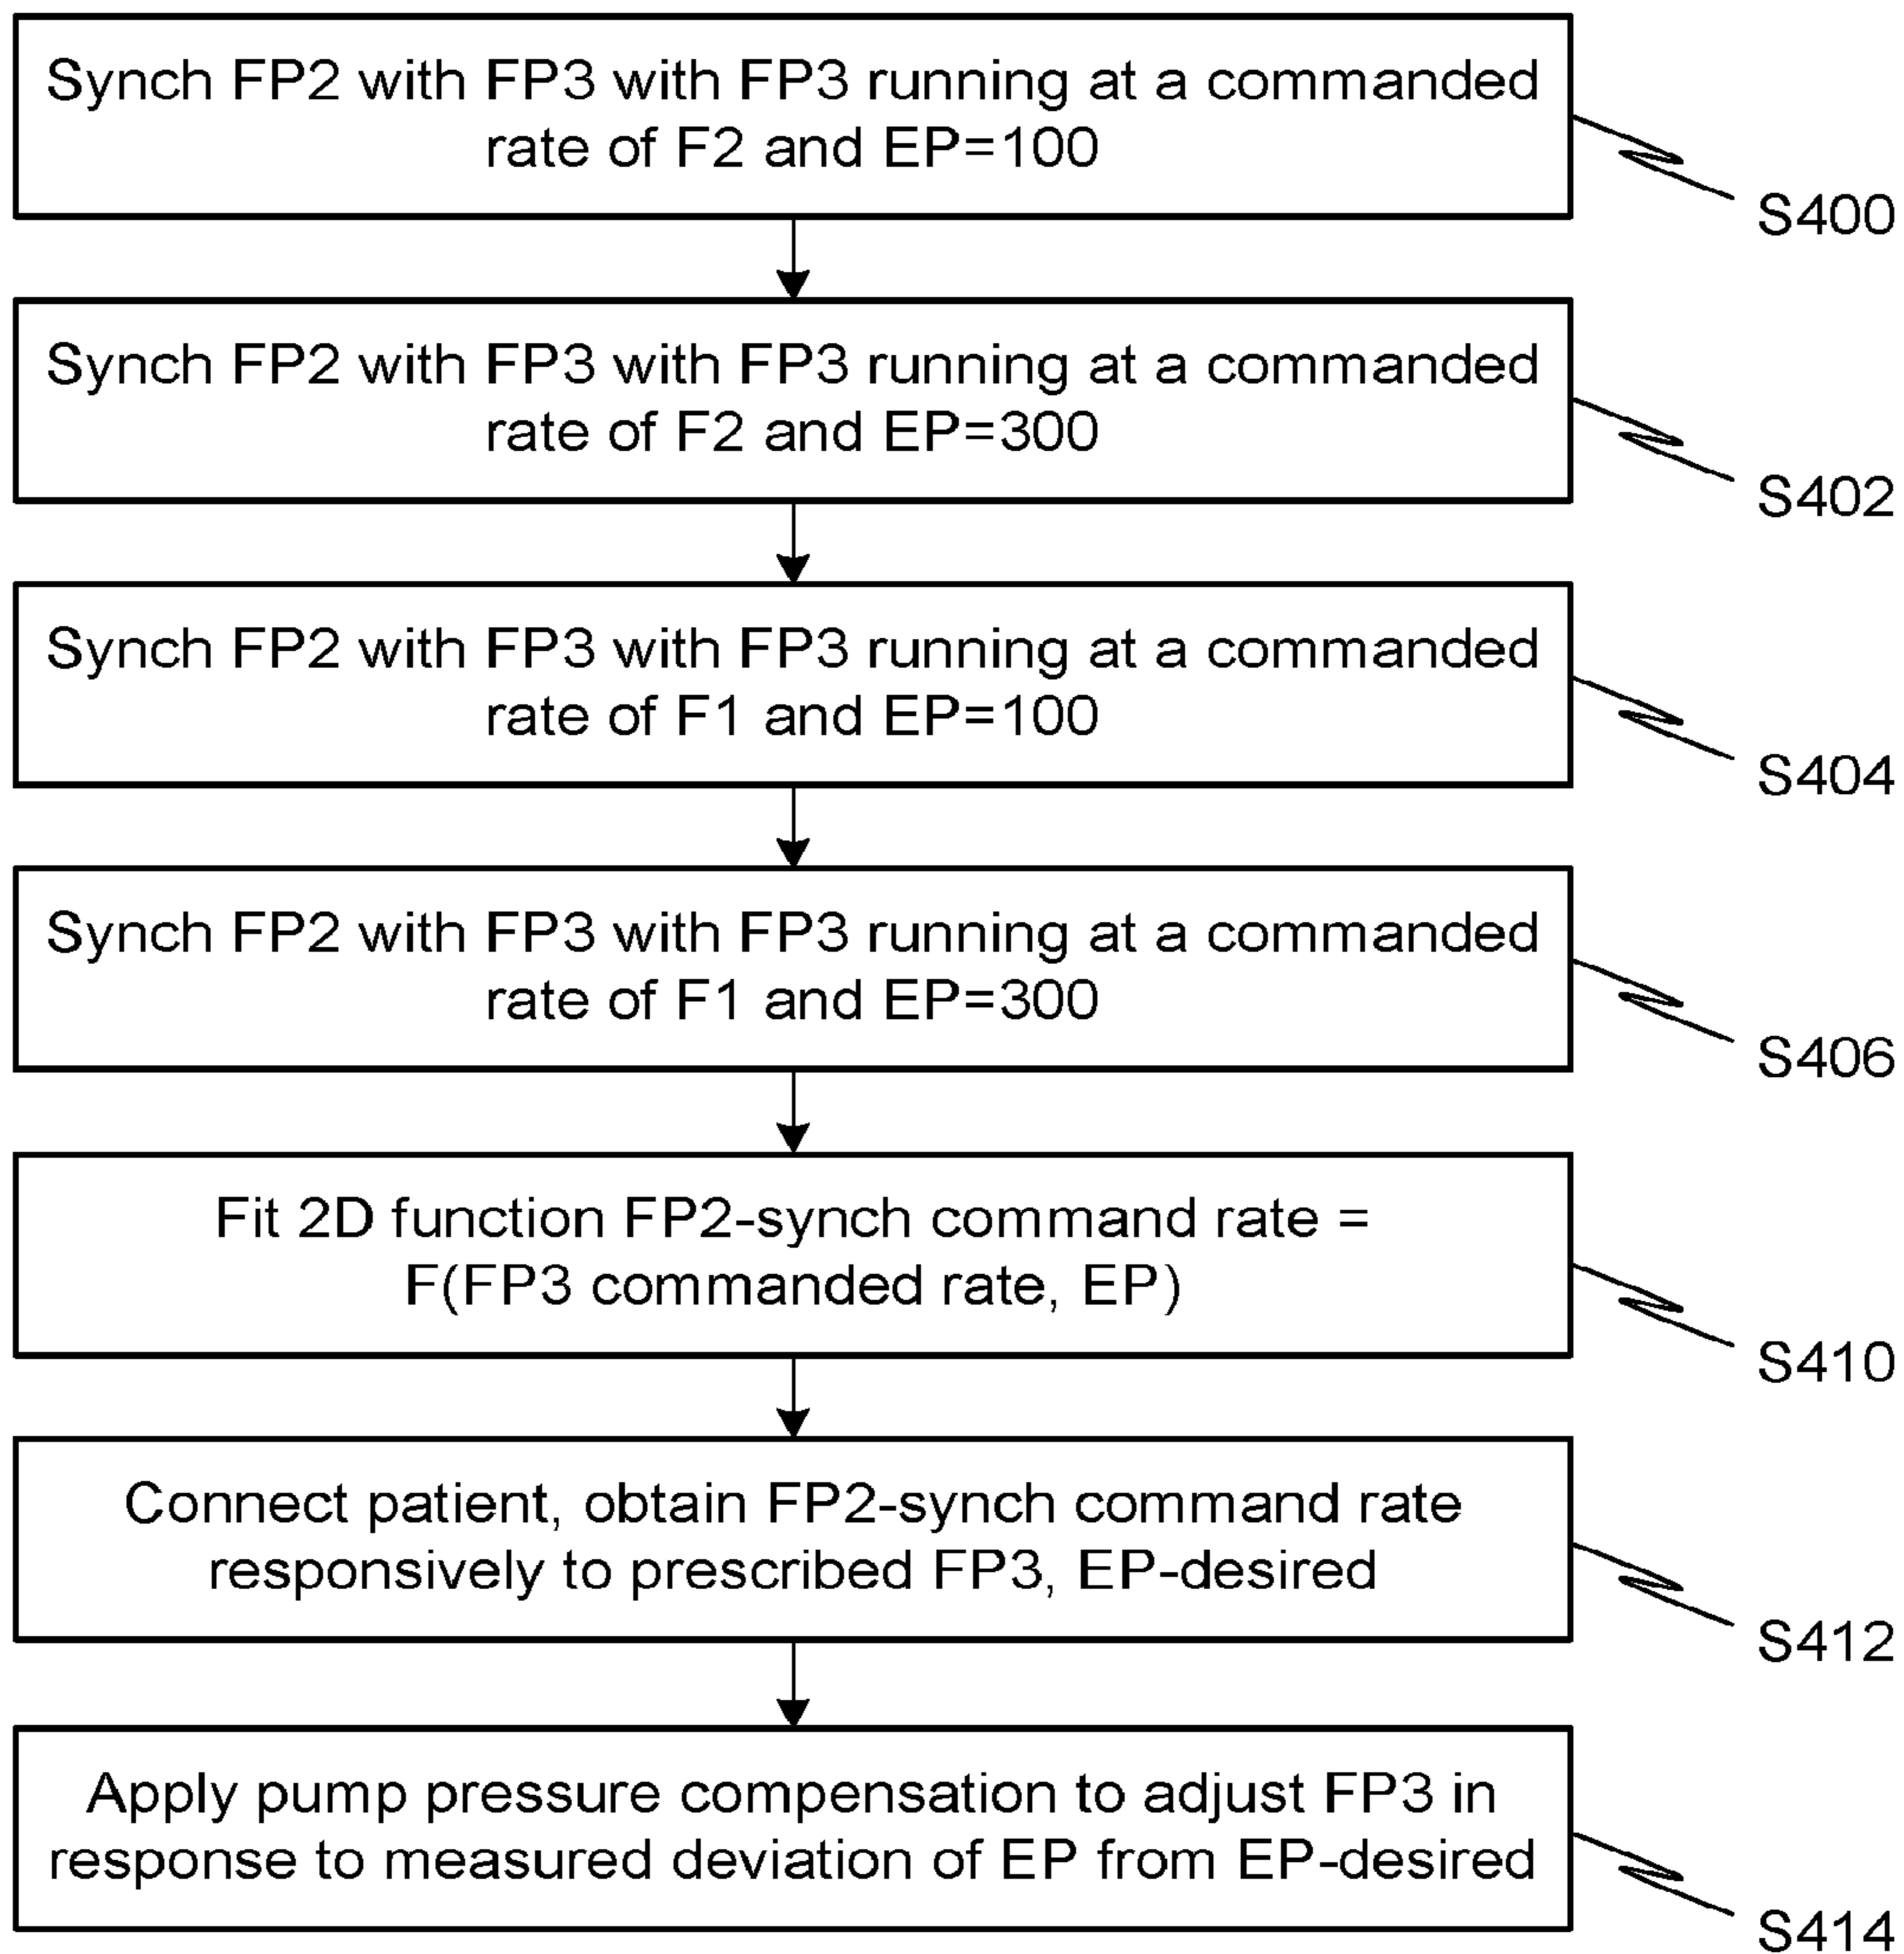 Synch FP2 with FP3 with FP3 running at a commanded
rate of F2 and EP=100
S400
Synch FP2 with FP3 with FP3 running at a commanded
rate of F2 and EP=300
S402
Synch FP2 with FP3 with FP3 running at a commanded
rate of F1 and EP=100
S404
Synch FP2 with FP3 with FP3 running at a commanded
rate of F1 and EP=300
S406
Fit 2D function FP2-synch command rate =
F(FP3 commanded rate, EP)
S410
Connect patient, obtain FP2-synch command rate
responsively to prescribed FP3, EP-desired
S412
Apply pump pressure compensation to adjust FP3 in
response to measured deviation of EP from EP-desired
S414